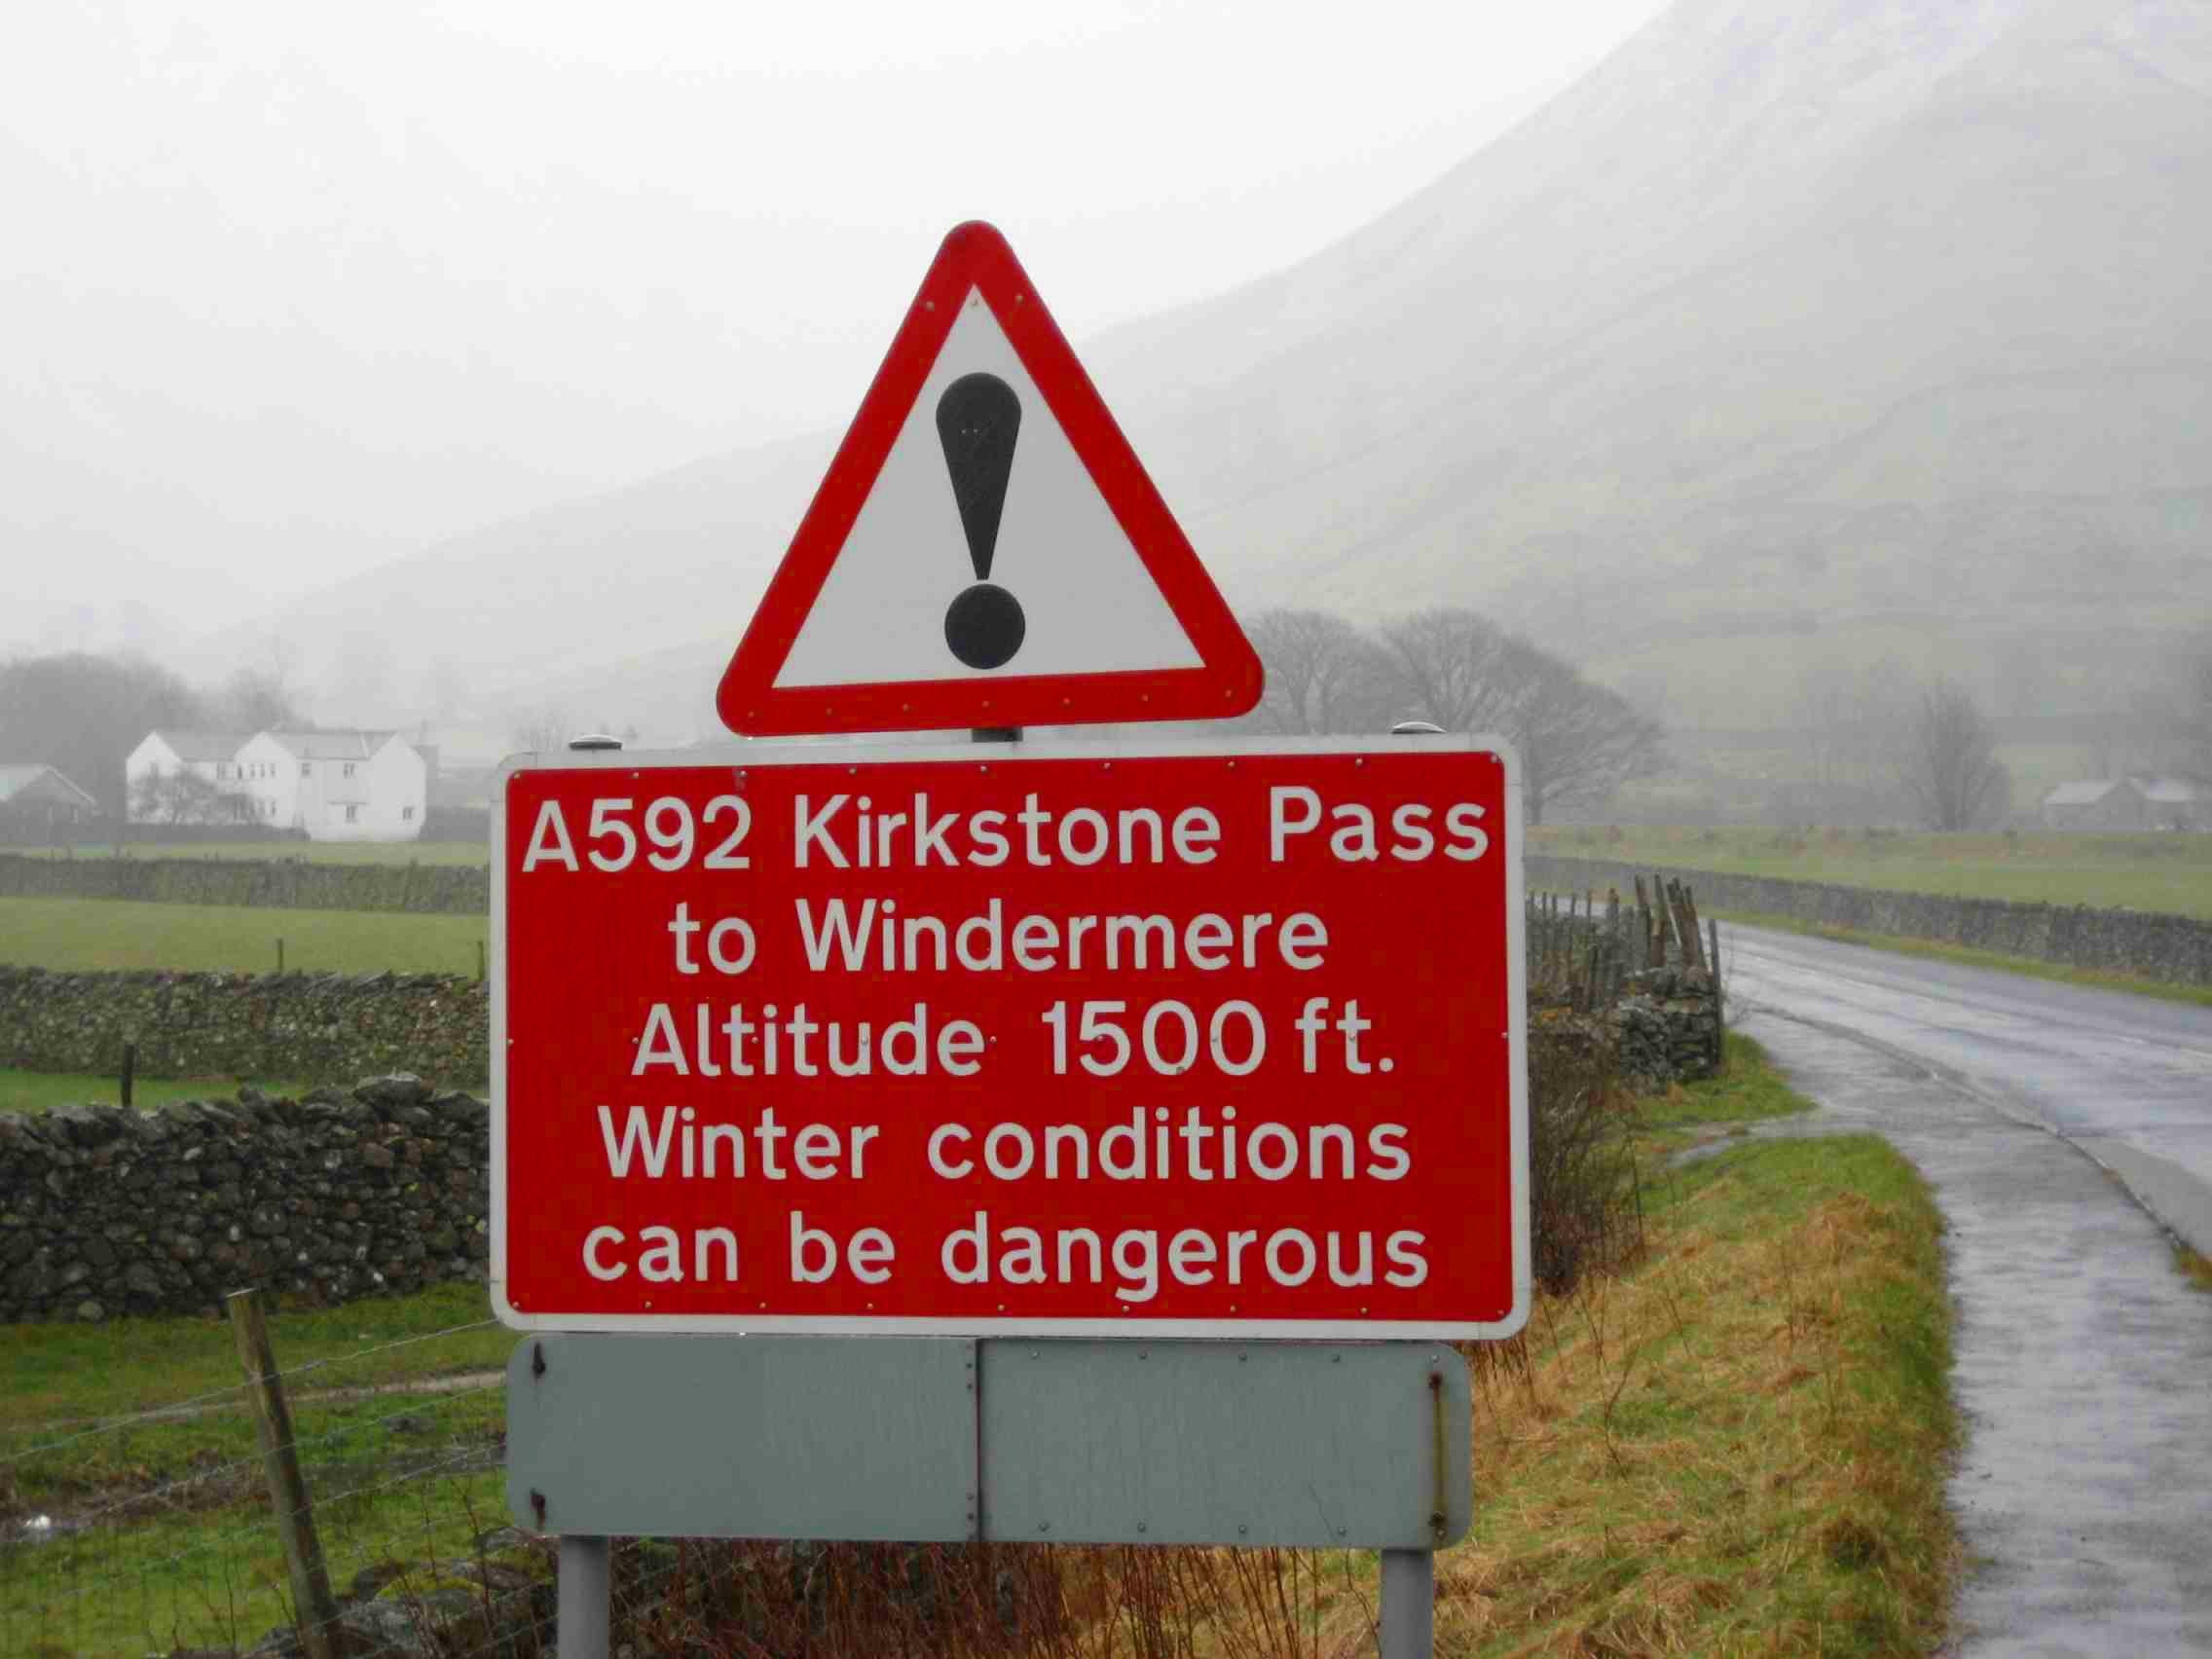 !
A592 Kirkstone Pass
to Windermere
Altitude 1500 ft.
Winter conditions
can be dangerous